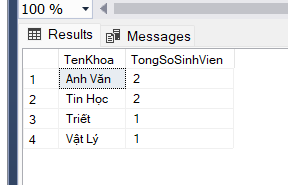 100 %
Results Messages
TenKhoa TongSoSinhVien
1 Anh Văn 2
2 Tin Học 2
3 Triết 1
4 Vật Lý 1